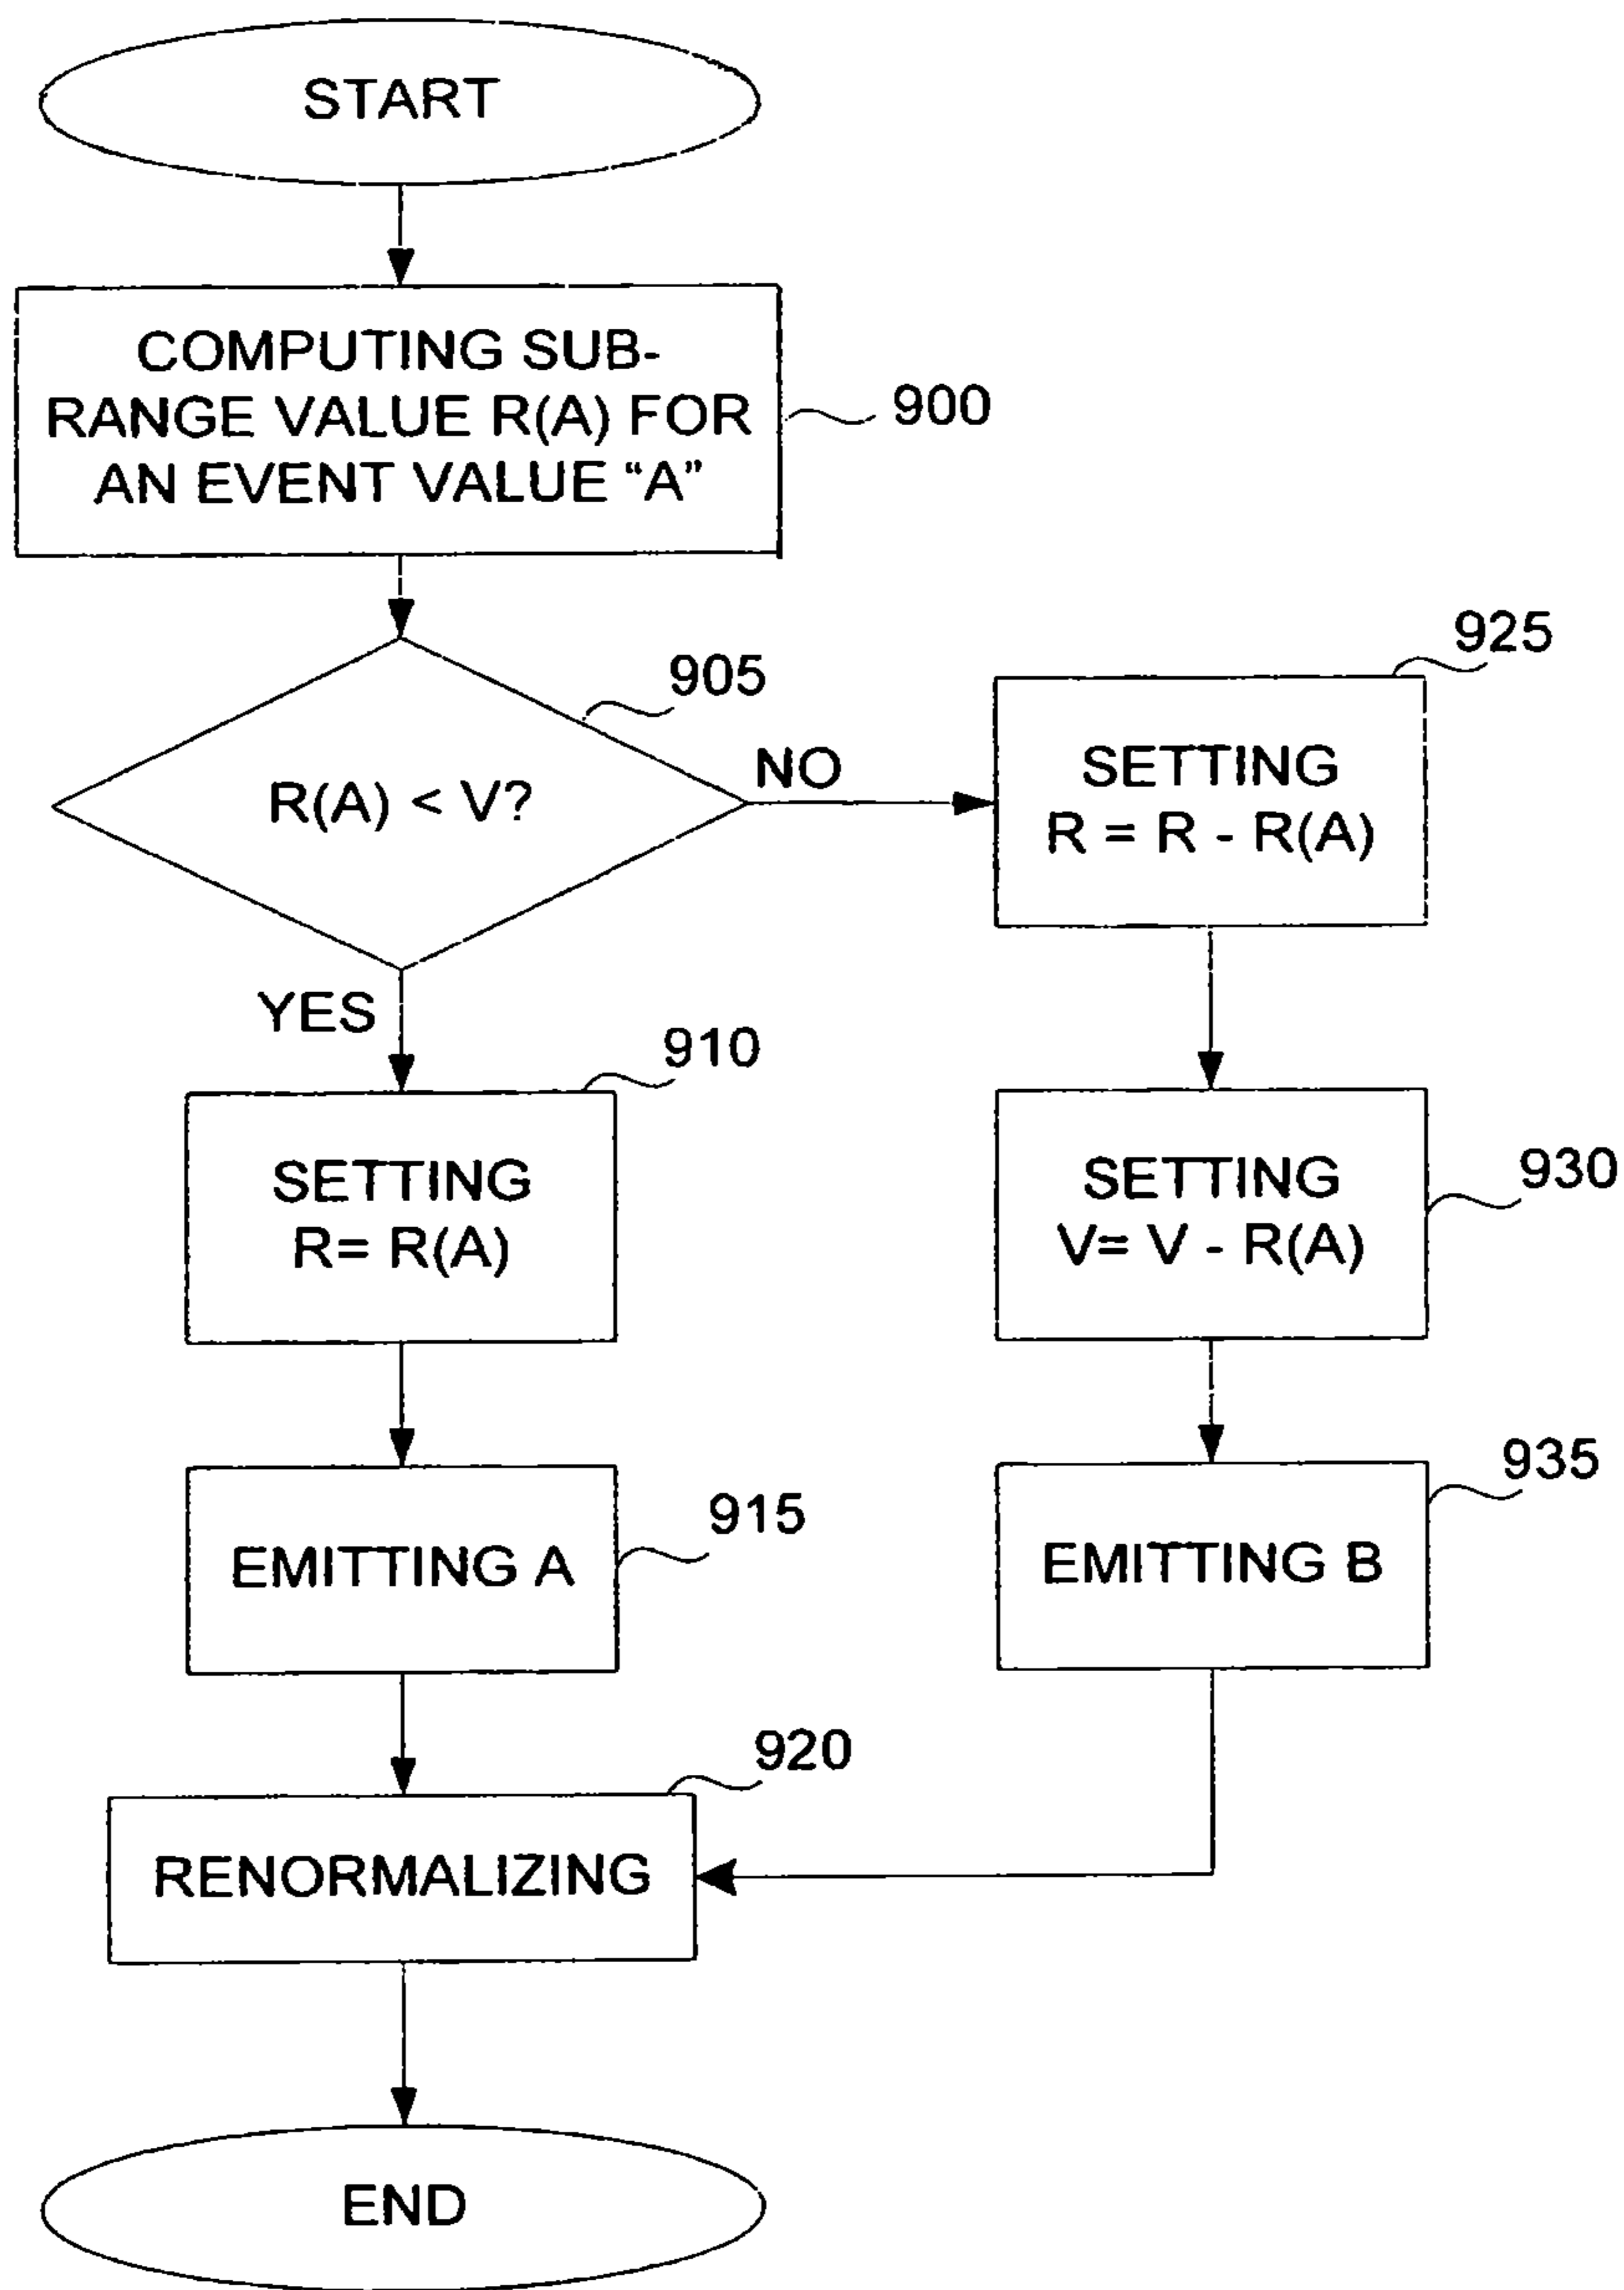 START
COMPUTING SUB-
RANGE VALUE R(A) FOR
AN EVENT VALUE “A”
900
905
R(A) < V?
NO
YES
925
SETTING
R = R - R(A)
910
SETTING
R= R(A)
930
SETTING
V= V - R(A)
915
EMITTING A
935
EMITTING B
920
RENORMALIZING
END